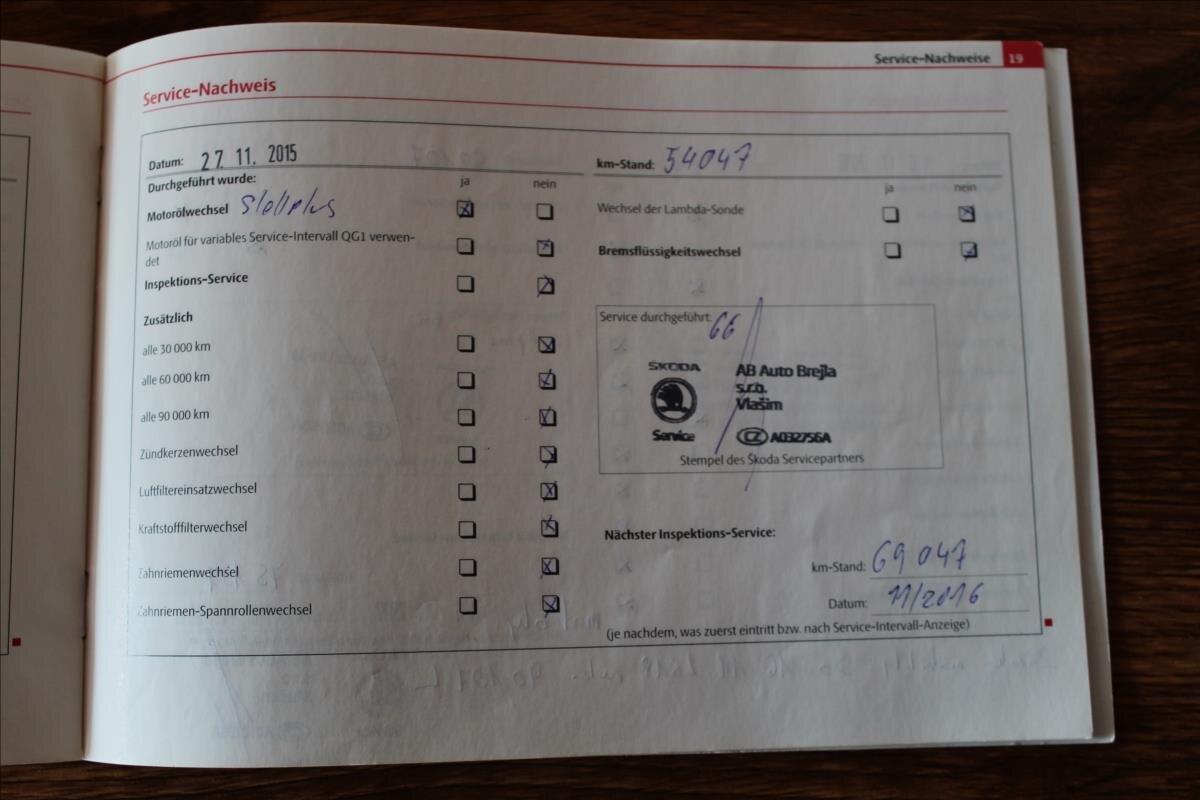 Service-Nachweise 19
Service-Nachweis
Datum: 27. 11. 2015
Durchgeführt wurde:
ja nein
Motorölwechsel
Motoröl für variables Service-Intervall QG1 verwen-
det
Inspektions-Service
Zusätzlich
alle 30 000 km
alle 60 000 km
alle 90 000 km
Zündkerzenwechsel
Luftfiltereinsatzwechsel
Kraftstofffilterwechsel
Zahnriemenwechsel
Zahnriemen-Spannrollenwechsel
km-Stand: 54047
ja nein
Wechsel der Lambda-Sonde
Bremsflüssigkeitswechsel
Service durchgeführt: 66
ŠKODA
Service
AB Auto Brejla
s.r.o.
Vlašim
CZ A032756A
Stempel des Škoda Servicepartners
Nächster Inspektions-Service:
km-Stand: 69 047
Datum: 11/2016
(je nachdem, was zuerst eintritt bzw. nach Service-Intervall-Anzeige)